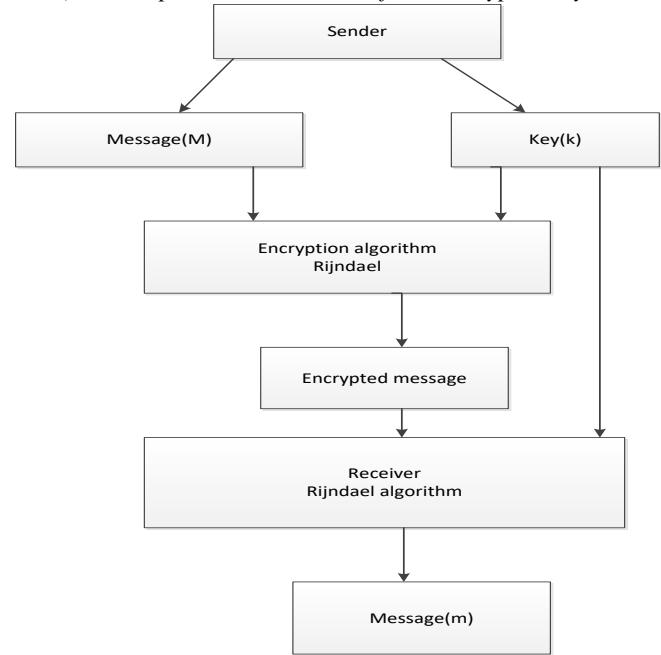 Sender
Message(M)
Key(k)
Encryption algorithm
Rijndael
Encrypted message
Receiver
Rijndael algorithm
Message(m)